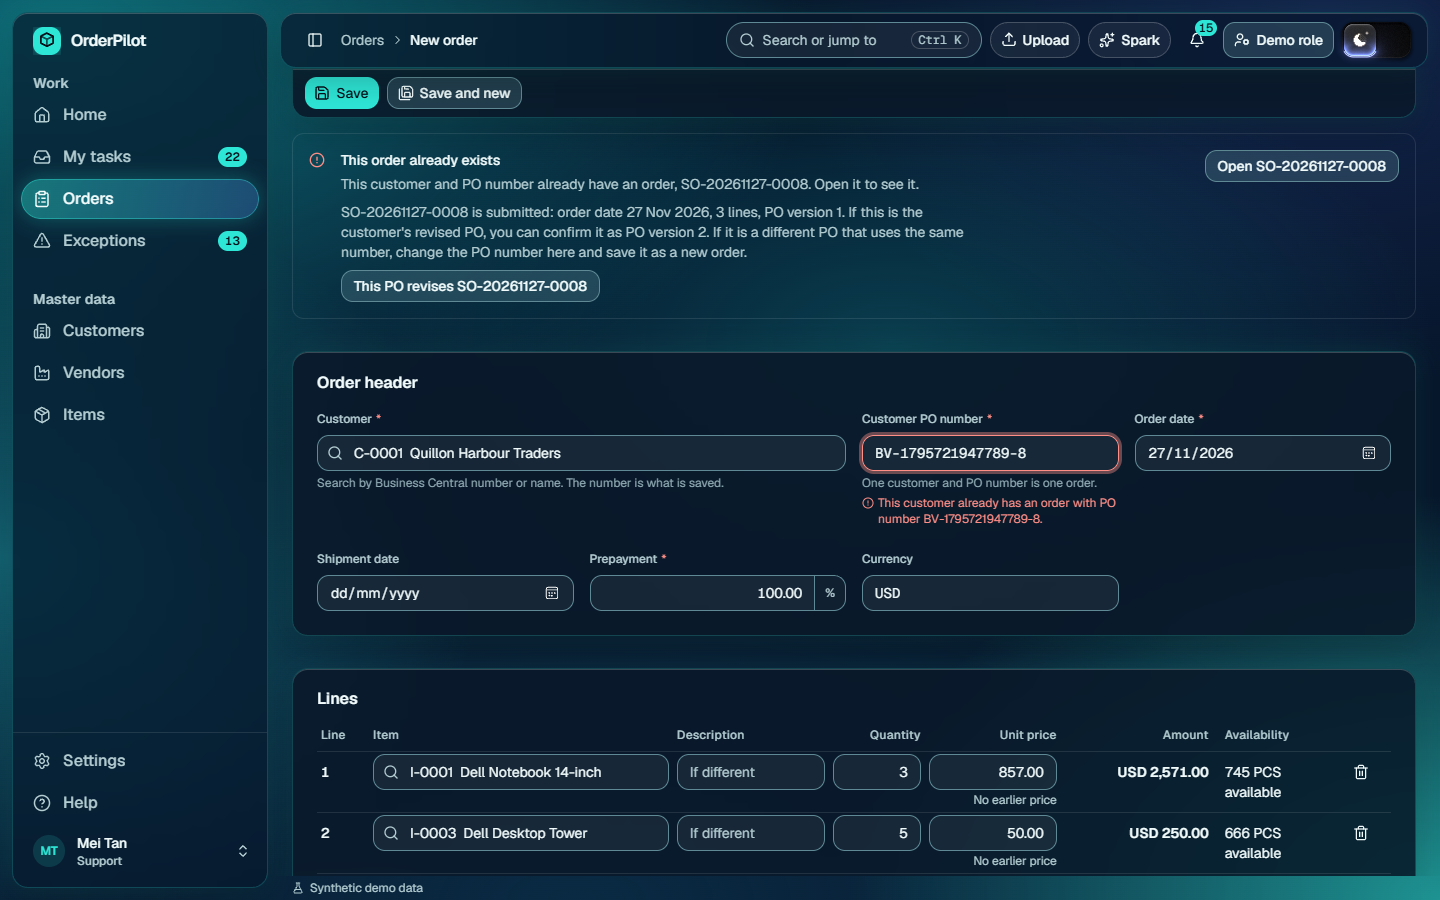 OrderPilot
Work
Home
My tasks 22
Orders
Exceptions 13
Master data
Customers
Vendors
Items
Settings
Help
MT Mei Tan
Support
Orders > New order
Search or jump to Ctrl K
Upload
Spark
15
Demo role
Save
Save and new
This order already exists
This customer and PO number already have an order, SO-20261127-0008. Open it to see it.
SO-20261127-0008 is submitted: order date 27 Nov 2026, 3 lines, PO version 1. If this is the
customer's revised PO, you can confirm it as PO version 2. If it is a different PO that uses the same
number, change the PO number here and save it as a new order.
This PO revises SO-20261127-0008
Open SO-20261127-0008
Order header
Customer * Customer PO number * Order date *
C-0001 Quillon Harbour Traders BV-1795721947789-8 27/11/2026
Search by Business Central number or name. The number is what is saved. One customer and PO number is one order.
This customer already has an order with PO
number BV-1795721947789-8.
Shipment date Prepayment * Currency
dd/mm/yyyy 100.00 % USD
Lines
Line Item Description Quantity Unit price Amount Availability
1 I-0001 Dell Notebook 14-inch If different 3 857.00 USD 2,571.00 745 PCS
available
No earlier price
2 I-0003 Dell Desktop Tower If different 5 50.00 USD 250.00 666 PCS
available
No earlier price
Synthetic demo data